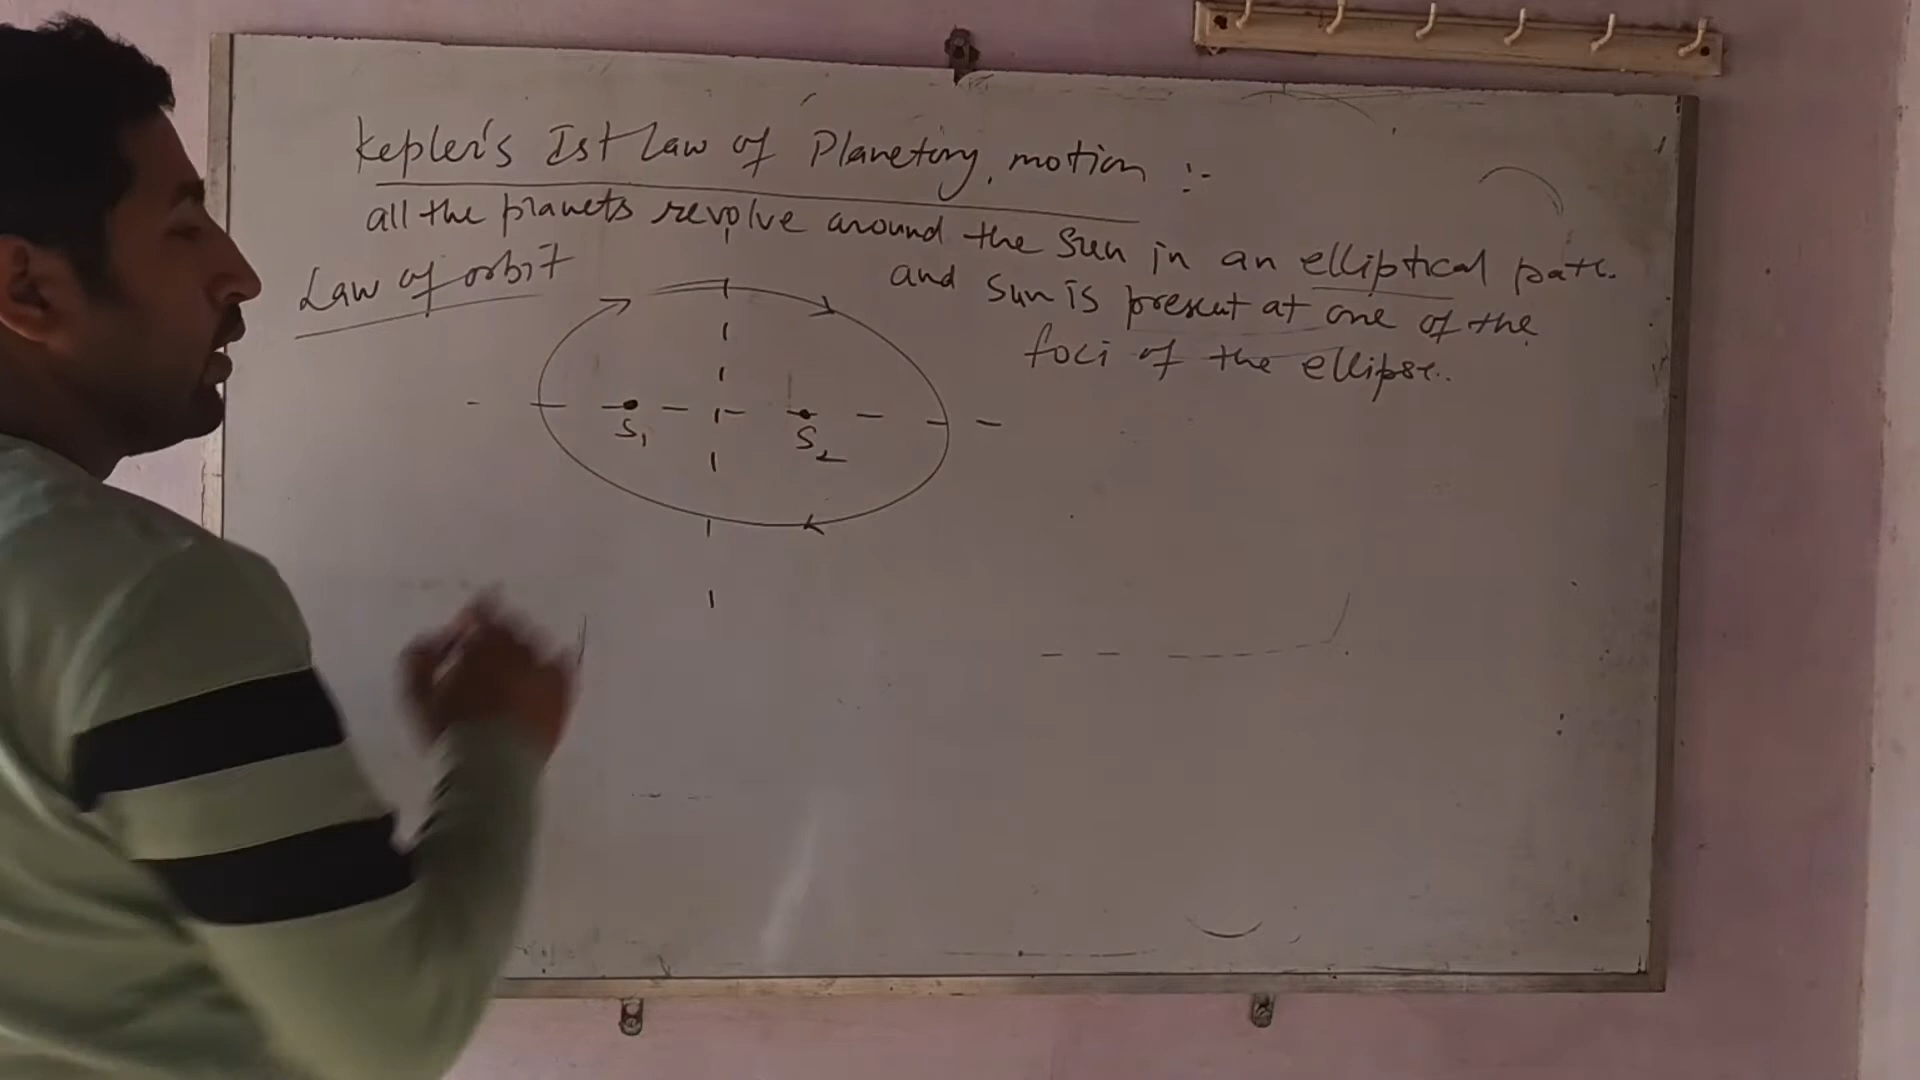 Kepler's Ist Law of Planetory motion :-
all the planets revolve around the Sun in an elliptical path.
and Sun is present at one of the
foci of the ellipse.
Law of orbit
S1
S2